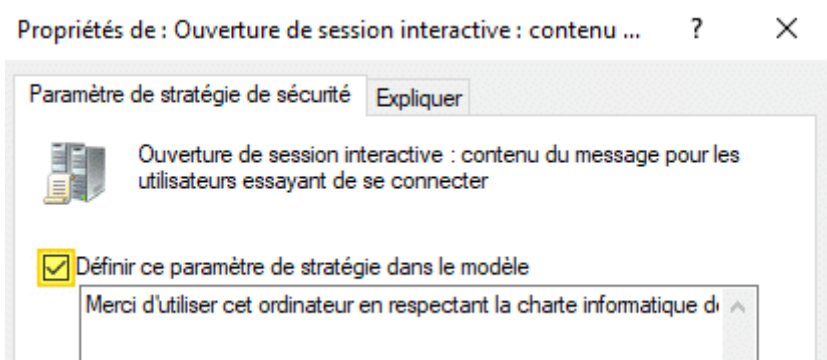 Propriétés de : Ouverture de session interactive : contenu ... ?
Paramètre de stratégie de sécurité Expliquer
Ouverture de session interactive : contenu du message pour les
utilisateurs essayant de se connecter
Définir ce paramètre de stratégie dans le modèle
Merci d'utiliser cet ordinateur en respectant la charte informatique